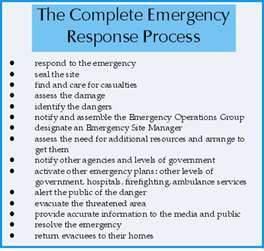 The Complete Emergency
Response Process
• respond to the emergency
• seal the site
• find and care for casualties
• assess the damage
• identify the dangers
• notify and assemble the Emergency Operations Group
• designate an Emergency Site Manager
• assess the need for additional resources and arrange to
get them
• notify other agencies and levels of government
• activate other emergency plans: other levels of
government, hospitals, firefighting, ambulance services
• alert the public of the danger
• evacuate the threatened area
• provide accurate information to the media and public
• resolve the emergency
• return evacuees to their homes